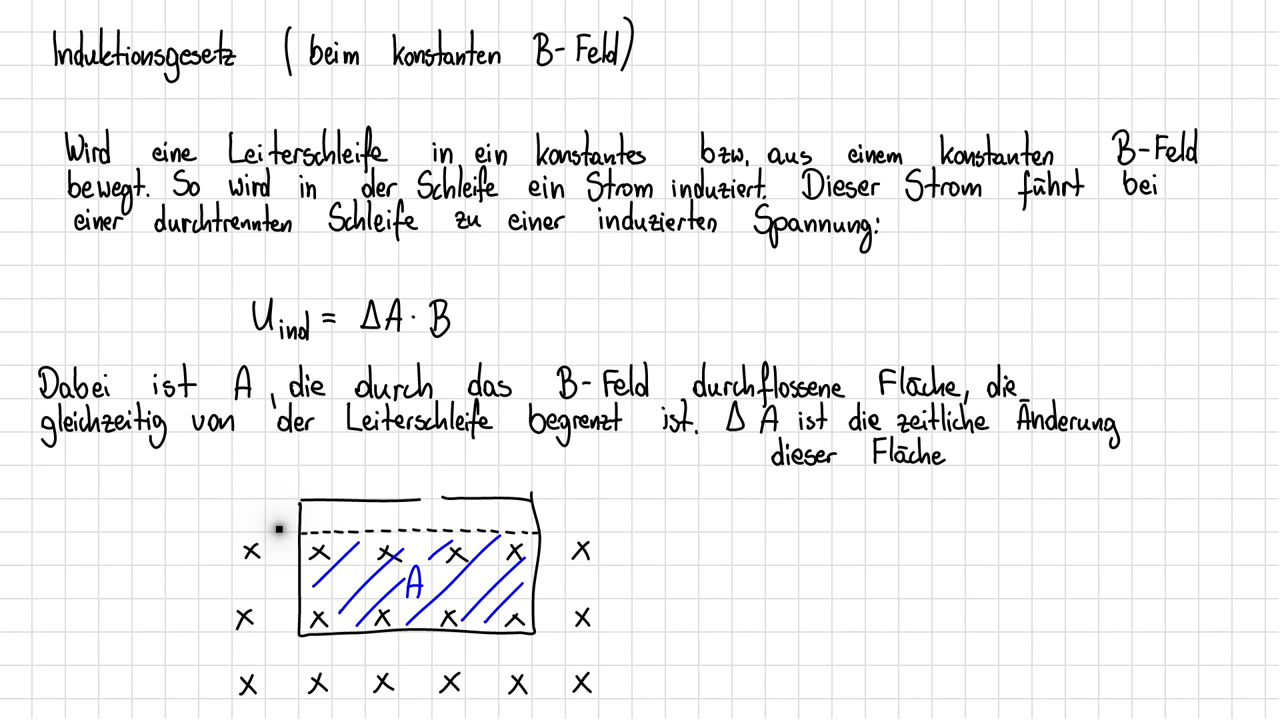 Induktionsgesetz (beim konstanten B-Feld)
Wird eine Leiterschleife in ein konstantes bzw. aus einem konstanten B-Feld
bewegt. So wird in der Schleife ein Strom induziert. Dieser Strom führt bei
einer durchtrennten Schleife zu einer induzierten Spannung:
U_ind = ΔA · B
Dabei ist A, die durch das B-Feld durchflossene Fläche, die
gleichzeitig von der Leiterschleife begrenzt ist. ΔA ist die zeitliche Änderung
dieser Fläche
x x x x x x
A
x x x x x x
x x x x x x